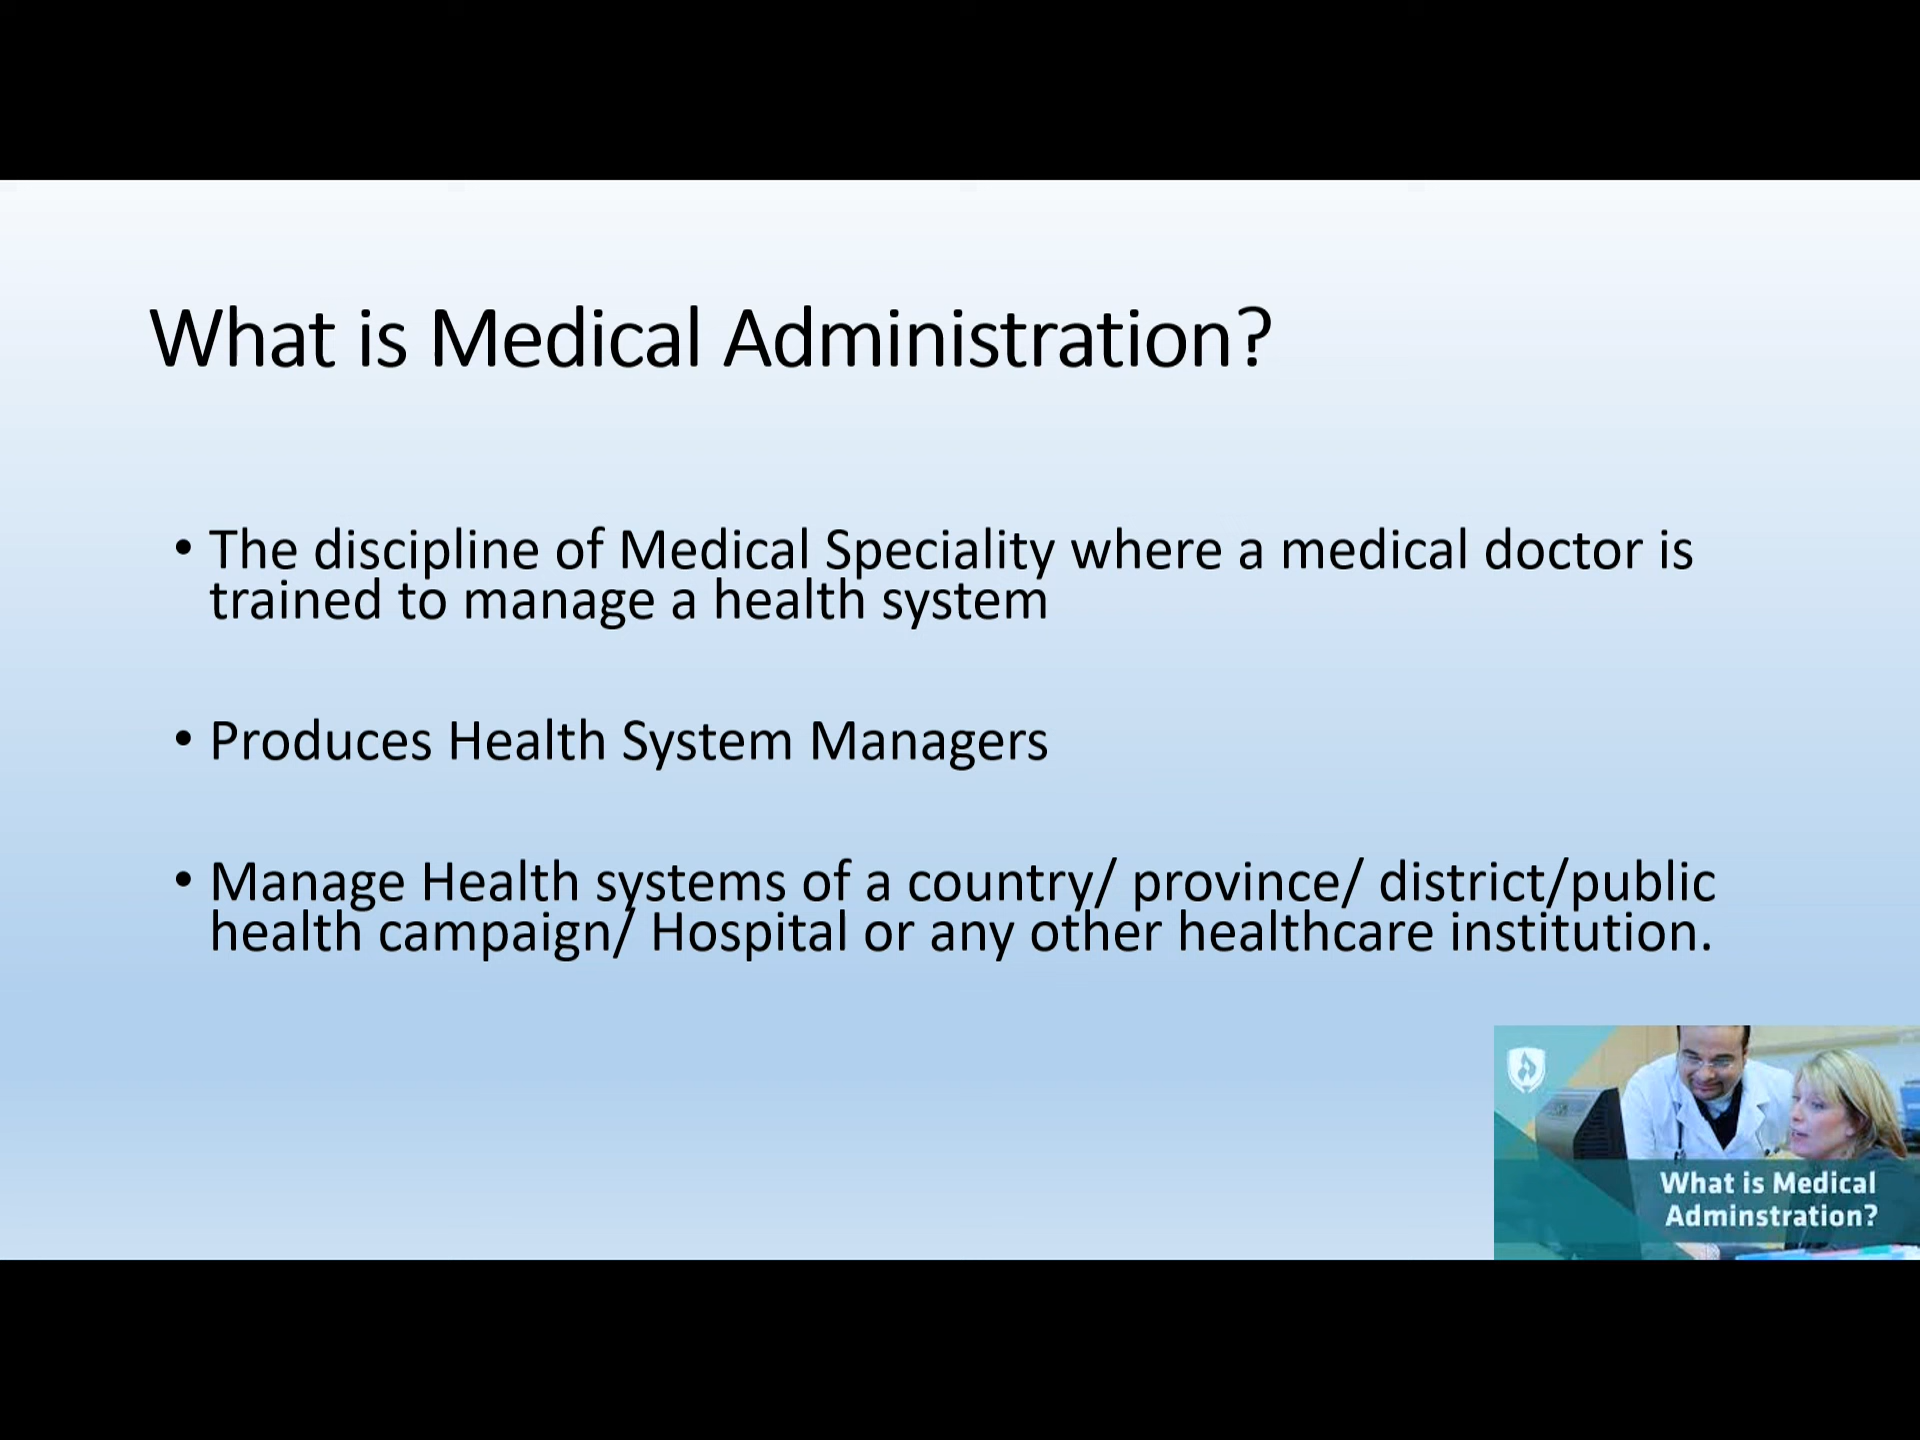 What is Medical Administration?
• The discipline of Medical Speciality where a medical doctor is
trained to manage a health system
• Produces Health System Managers
• Manage Health systems of a country/ province/ district/public
health campaign/ Hospital or any other healthcare institution.
What is Medical
Adminstration?